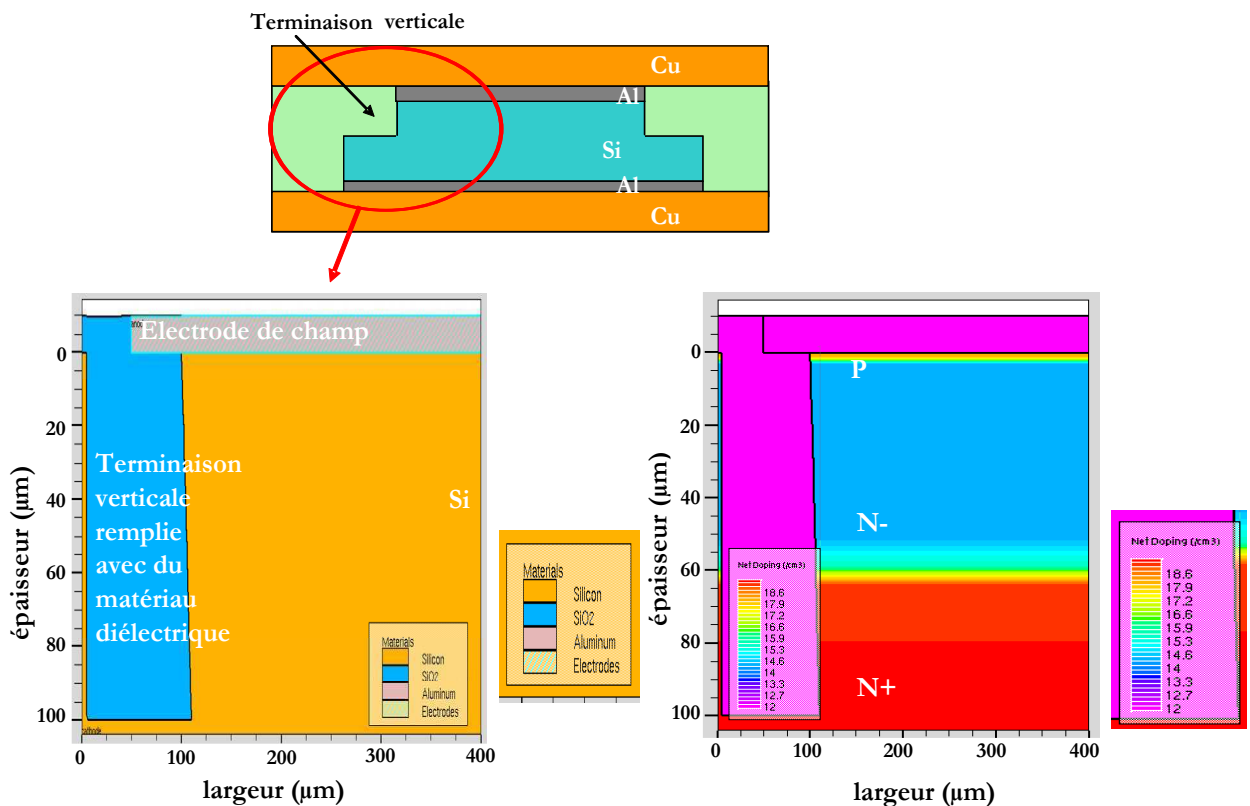 Terminaison verticale
Cu
Al
Si
Al
Cu
Electrode de champ
0
20
40
60
80
100
épaisseur (µm)
Terminaison
verticale
remplie
avec du
matériau
diélectrique
Si
Materials
Silicon
SiO2
Aluminum
Electrodes
cathode
0
100
200
300
400
largeur (µm)
Materials
Silicon
SiO2
Aluminum
Electrodes
P
N-
N+
0
20
40
60
80
100
épaisseur (µm)
Net Doping (/cm3)
18.6
17.9
17.2
16.6
15.9
15.3
14.6
14
13.3
12.7
12
0
100
200
300
400
largeur (µm)
Net Doping (/cm3)
18.6
17.9
17.2
16.6
15.9
15.3
14.6
14
13.3
12.7
12